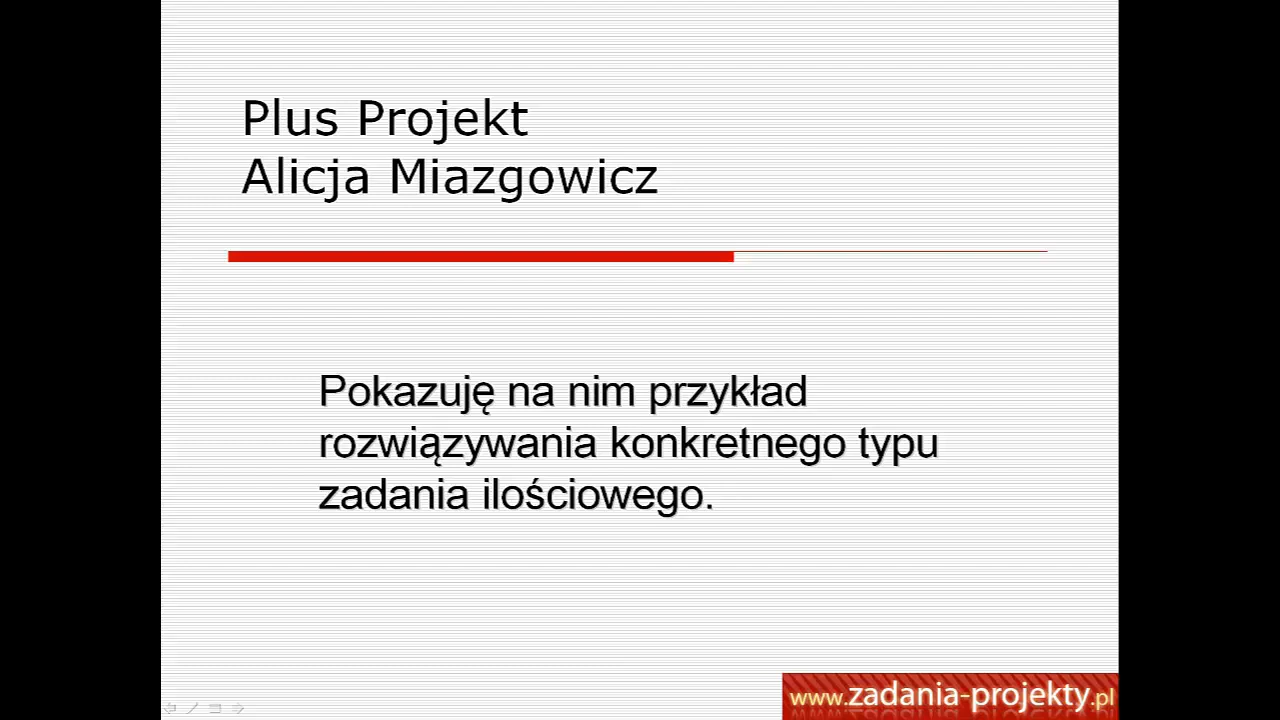 Plus Projekt
Alicja Miazgowicz
Pokazuję na nim przykład
rozwiązywania konkretnego typu
zadania ilościowego.
www.zadania-projekty.pl